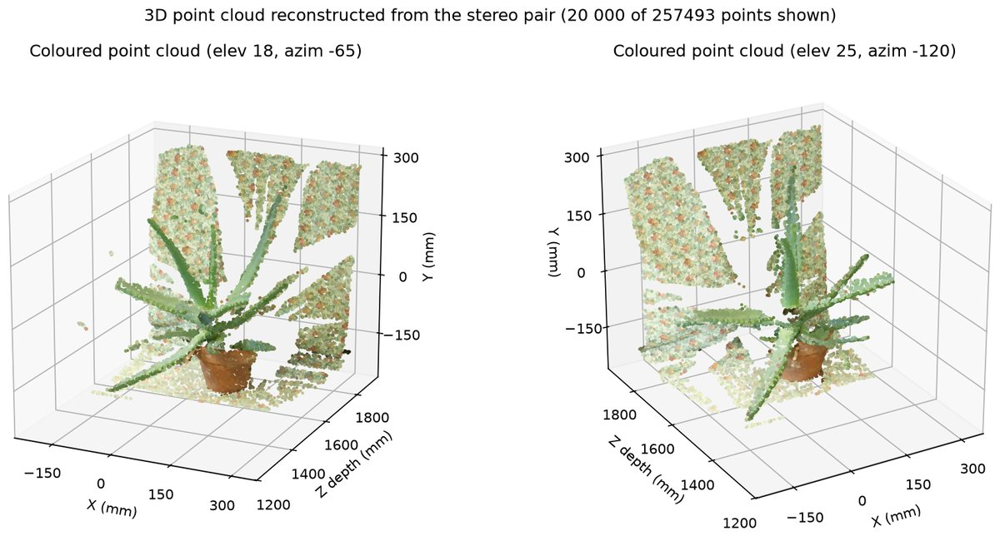 3D point cloud reconstructed from the stereo pair (20 000 of 257493 points shown)
Coloured point cloud (elev 18, azim -65)
Coloured point cloud (elev 25, azim -120)
300
150
0
−150
Y (mm)
1800
1600
1400
1200
Z depth (mm)
−150
0
150
300
X (mm)
300
150
0
−150
Y (mm)
1800
1600
1400
1200
Z depth (mm)
−150
0
150
300
X (mm)